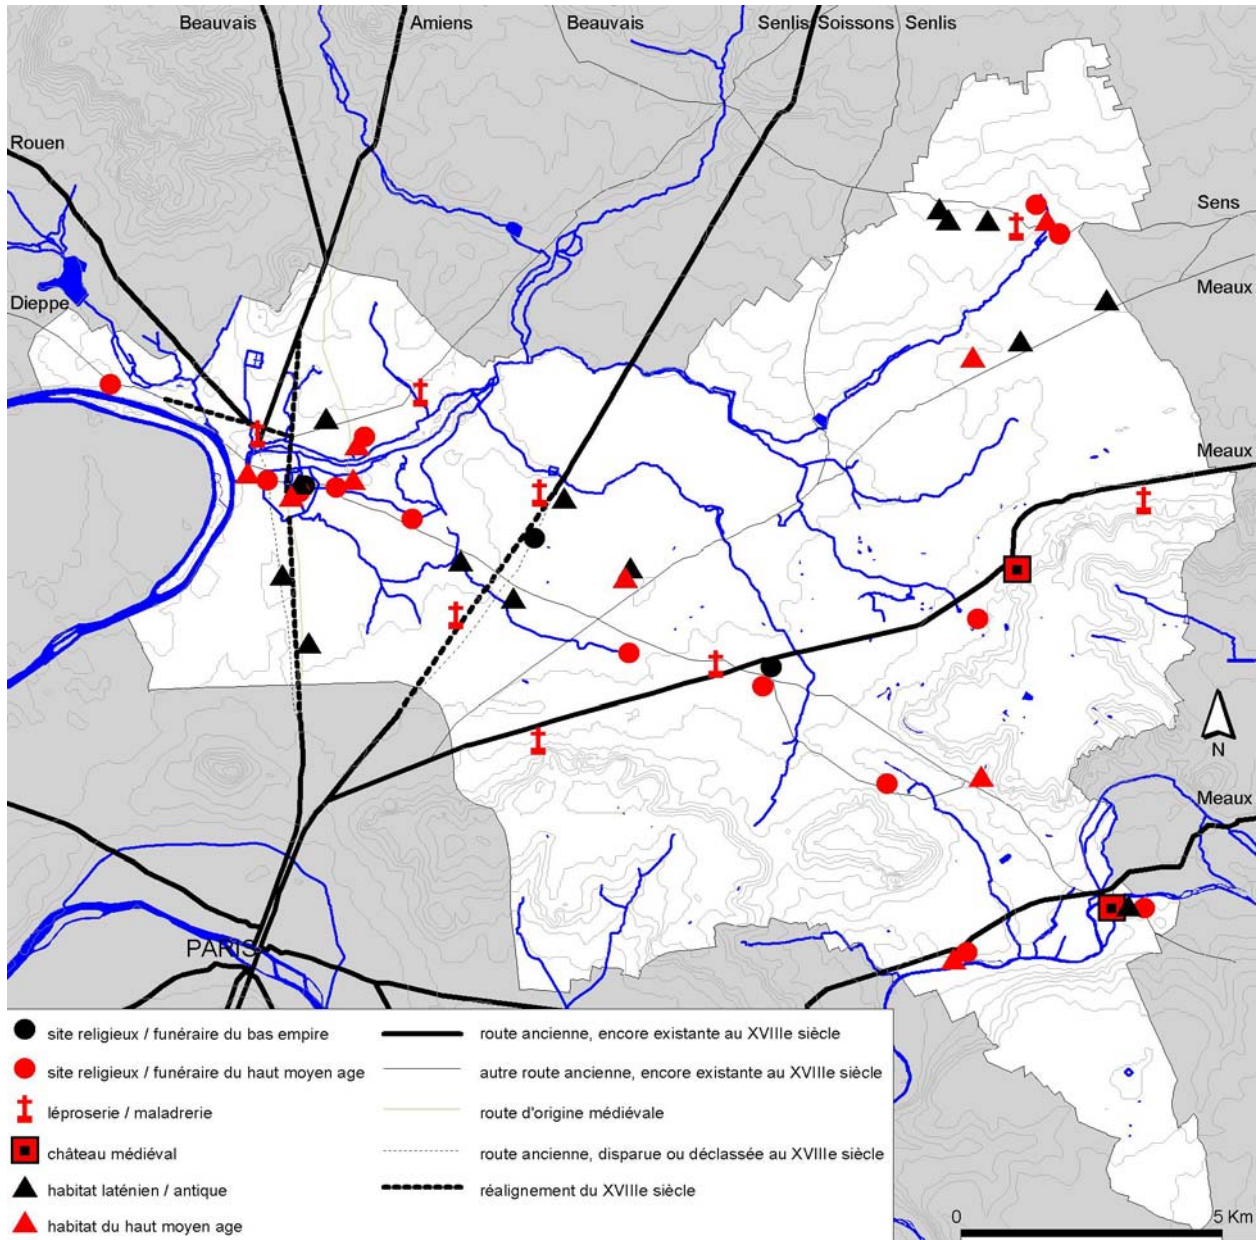 Beauvais
Amiens
Beauvais
Senlis
Soissons
Senlis
Rouen
Sens
Meaux
Dieppe
Meaux
N
Meaux
PARIS
site religieux / funéraire du bas empire
site religieux / funéraire du haut moyen age
léproserie / maladrerie
château médiéval
habitat laténien / antique
habitat du haut moyen age
route ancienne, encore existante au XVIIIe siècle
autre route ancienne, encore existante au XVIIIe siècle
route d'origine médiévale
route ancienne, disparue ou déclassée au XVIIIe siècle
réalignement du XVIIIe siècle
0 5 Km